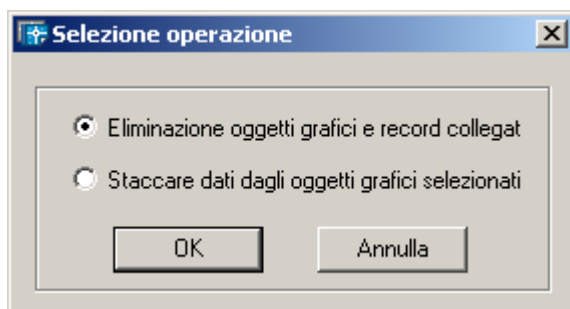 Selezione operazione
Eliminazione oggetti grafici e record collegat
Staccare dati dagli oggetti grafici selezionati
OK Annulla